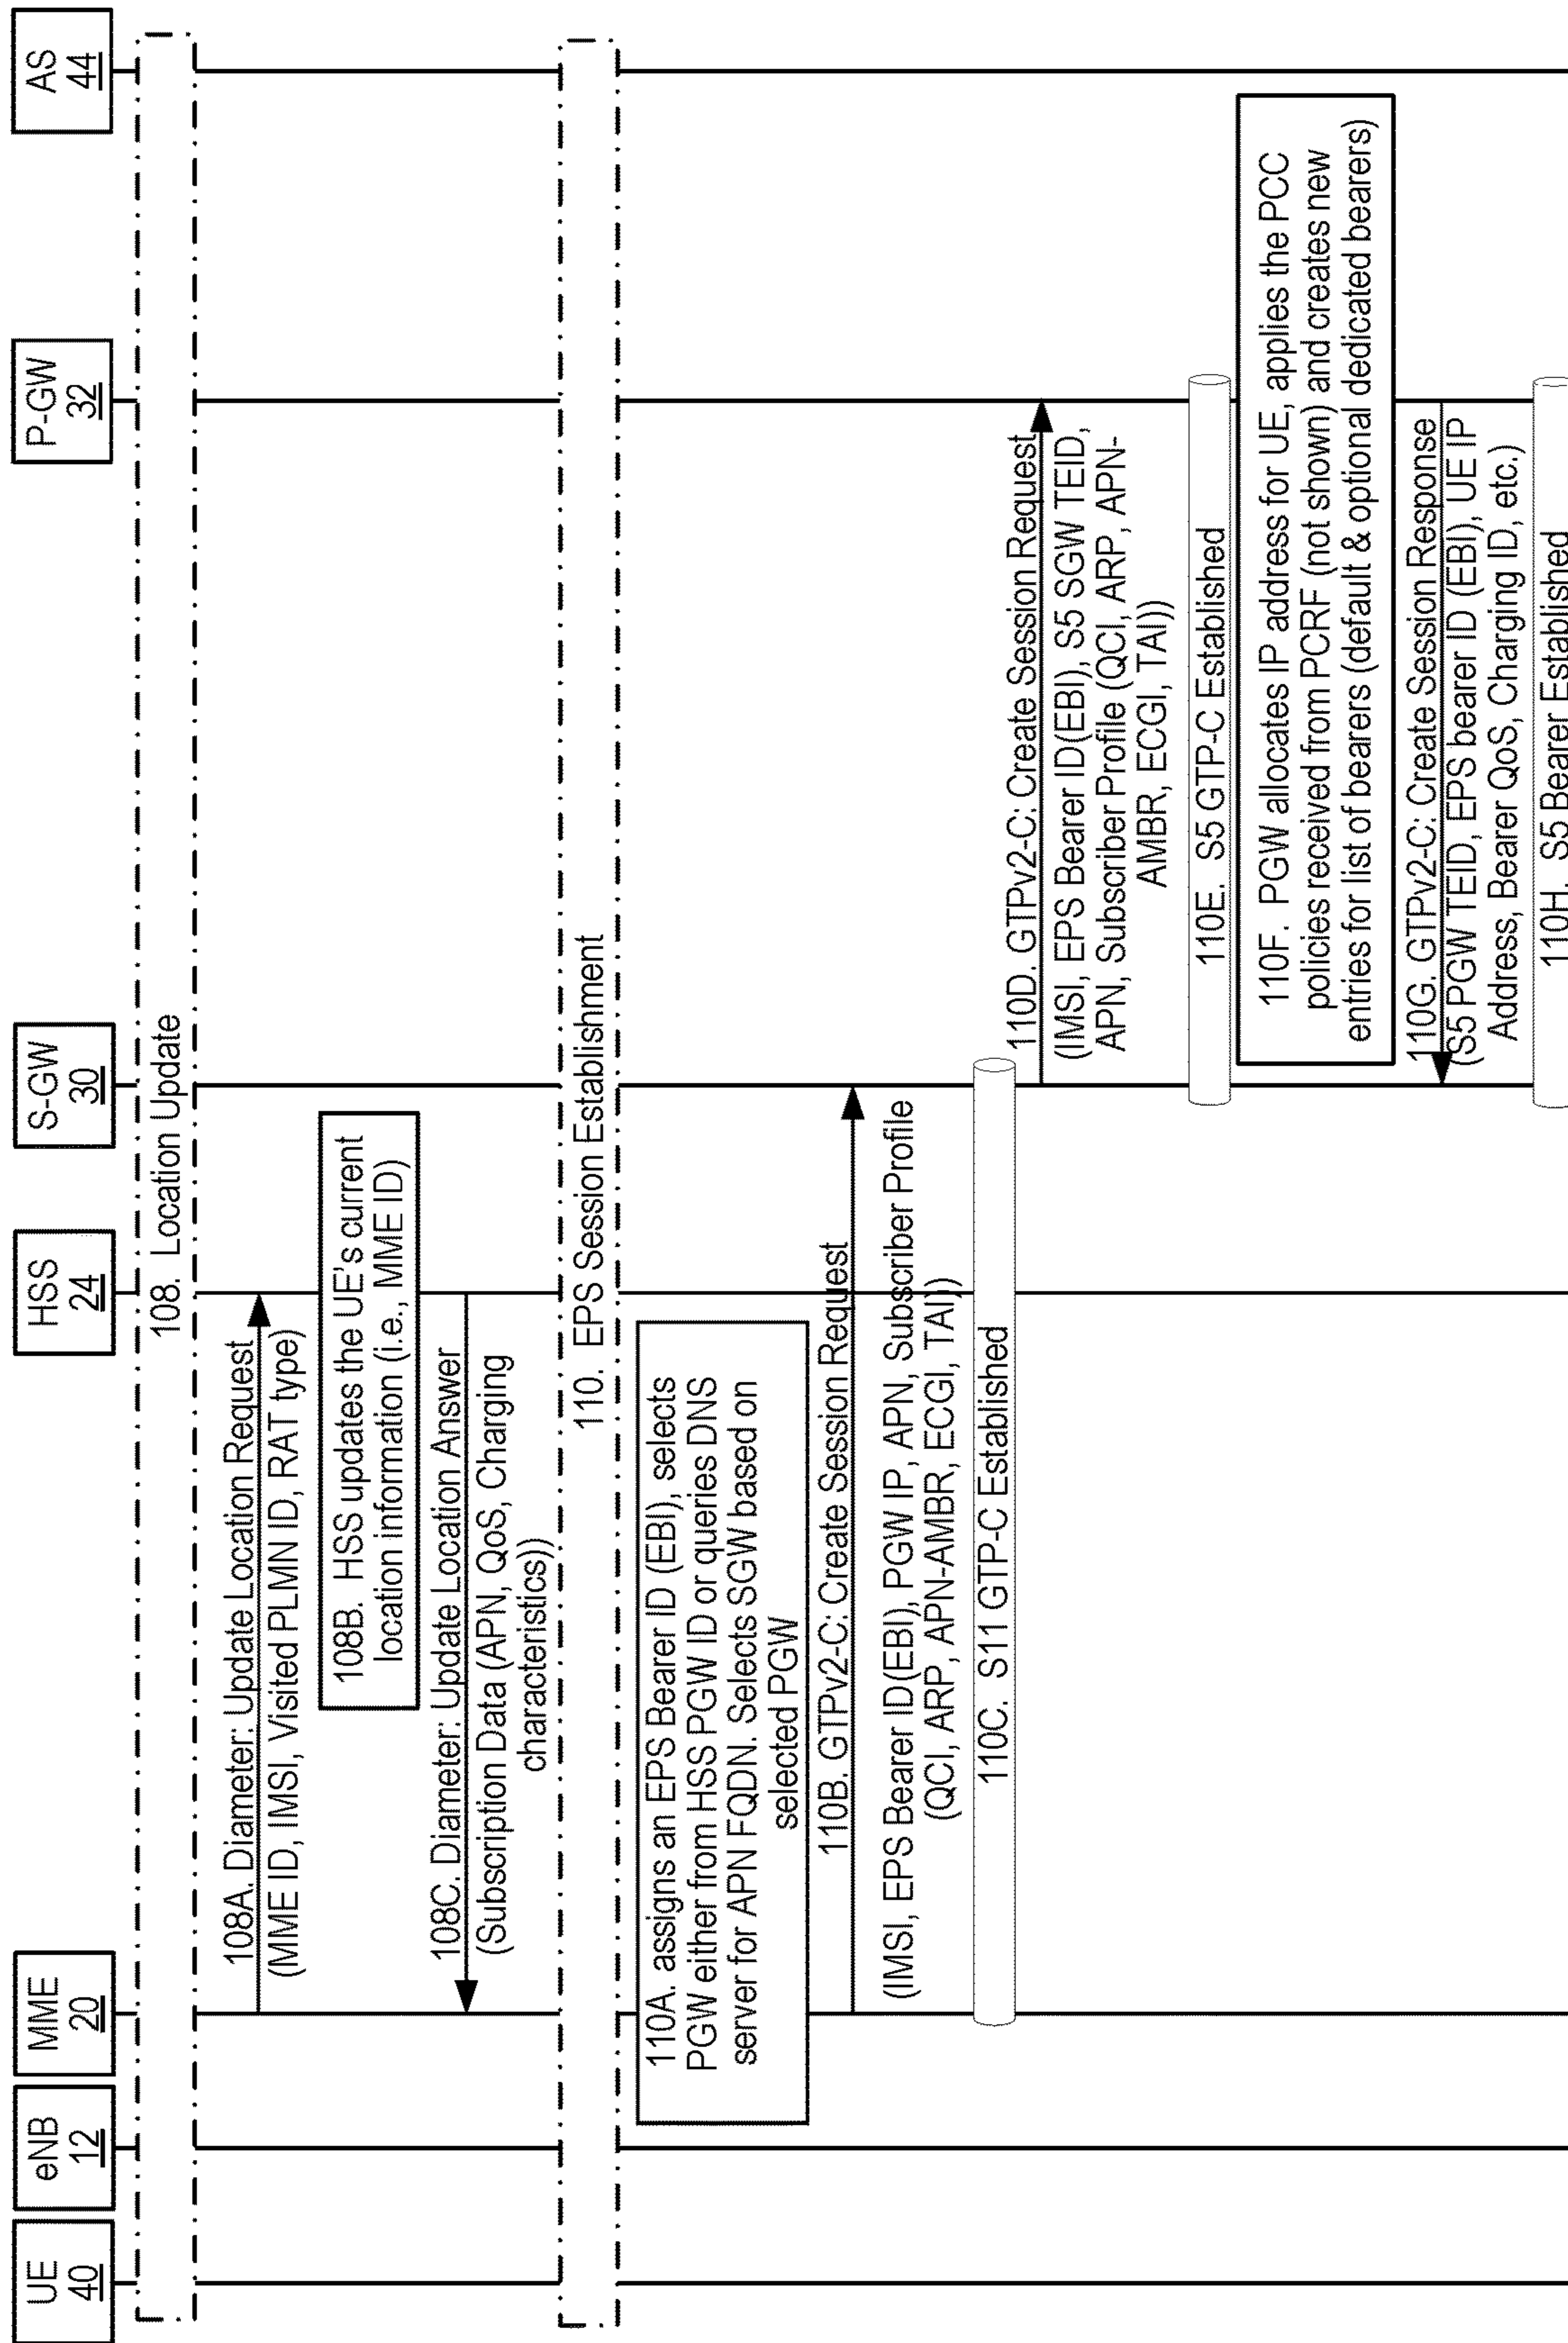 UE
40
eNB
12
MME
20
HSS
24
S-GW
30
P-GW
32
AS
44
108. Location Update
108A. Diameter: Update Location Request
(MME ID, IMSI, Visited PLMN ID, RAT type)
108B. HSS updates the UE's current
location information (i.e., MME ID)
108C. Diameter: Update Location Answer
(Subscription Data (APN, QoS, Charging
characteristics))
110. EPS Session Establishment
110A. assigns an EPS Bearer ID (EBI), selects
PGW either from HSS PGW ID or queries DNS
server for APN FQDN. Selects SGW based on
selected PGW
110B. GTPv2-C: Create Session Request
(IMSI, EPS Bearer ID(EBI), PGW IP, APN, Subscriber Profile
(QCI, ARP, APN-AMBR, ECGI, TAI))
110C. S11 GTP-C Established
110D. GTPv2-C: Create Session Request
(IMSI, EPS Bearer ID(EBI), S5 SGW TEID,
APN, Subscriber Profile (QCI, ARP, APN-
AMBR, ECGI, TAI))
110E. S5 GTP-C Established
110F. PGW allocates IP address for UE, applies the PCC
policies received from PCRF (not shown) and creates new
entries for list of bearers (default & optional dedicated bearers)
110G. GTPv2-C: Create Session Response
(S5 PGW TEID, EPS bearer ID (EBI), UE IP
Address, Bearer QoS, Charging ID, etc.)
110H. S5 Bearer Established